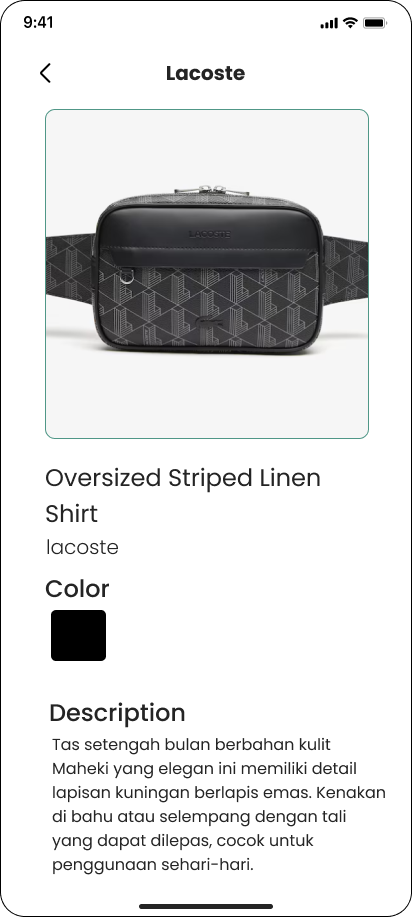 9:41
Lacoste
LACOSTE
Oversized Striped Linen
Shirt
lacoste
Color
Description
Tas setengah bulan berbahan kulit
Maheki yang elegan ini memiliki detail
lapisan kuningan berlapis emas. Kenakan
di bahu atau selempang dengan tali
yang dapat dilepas, cocok untuk
penggunaan sehari-hari.